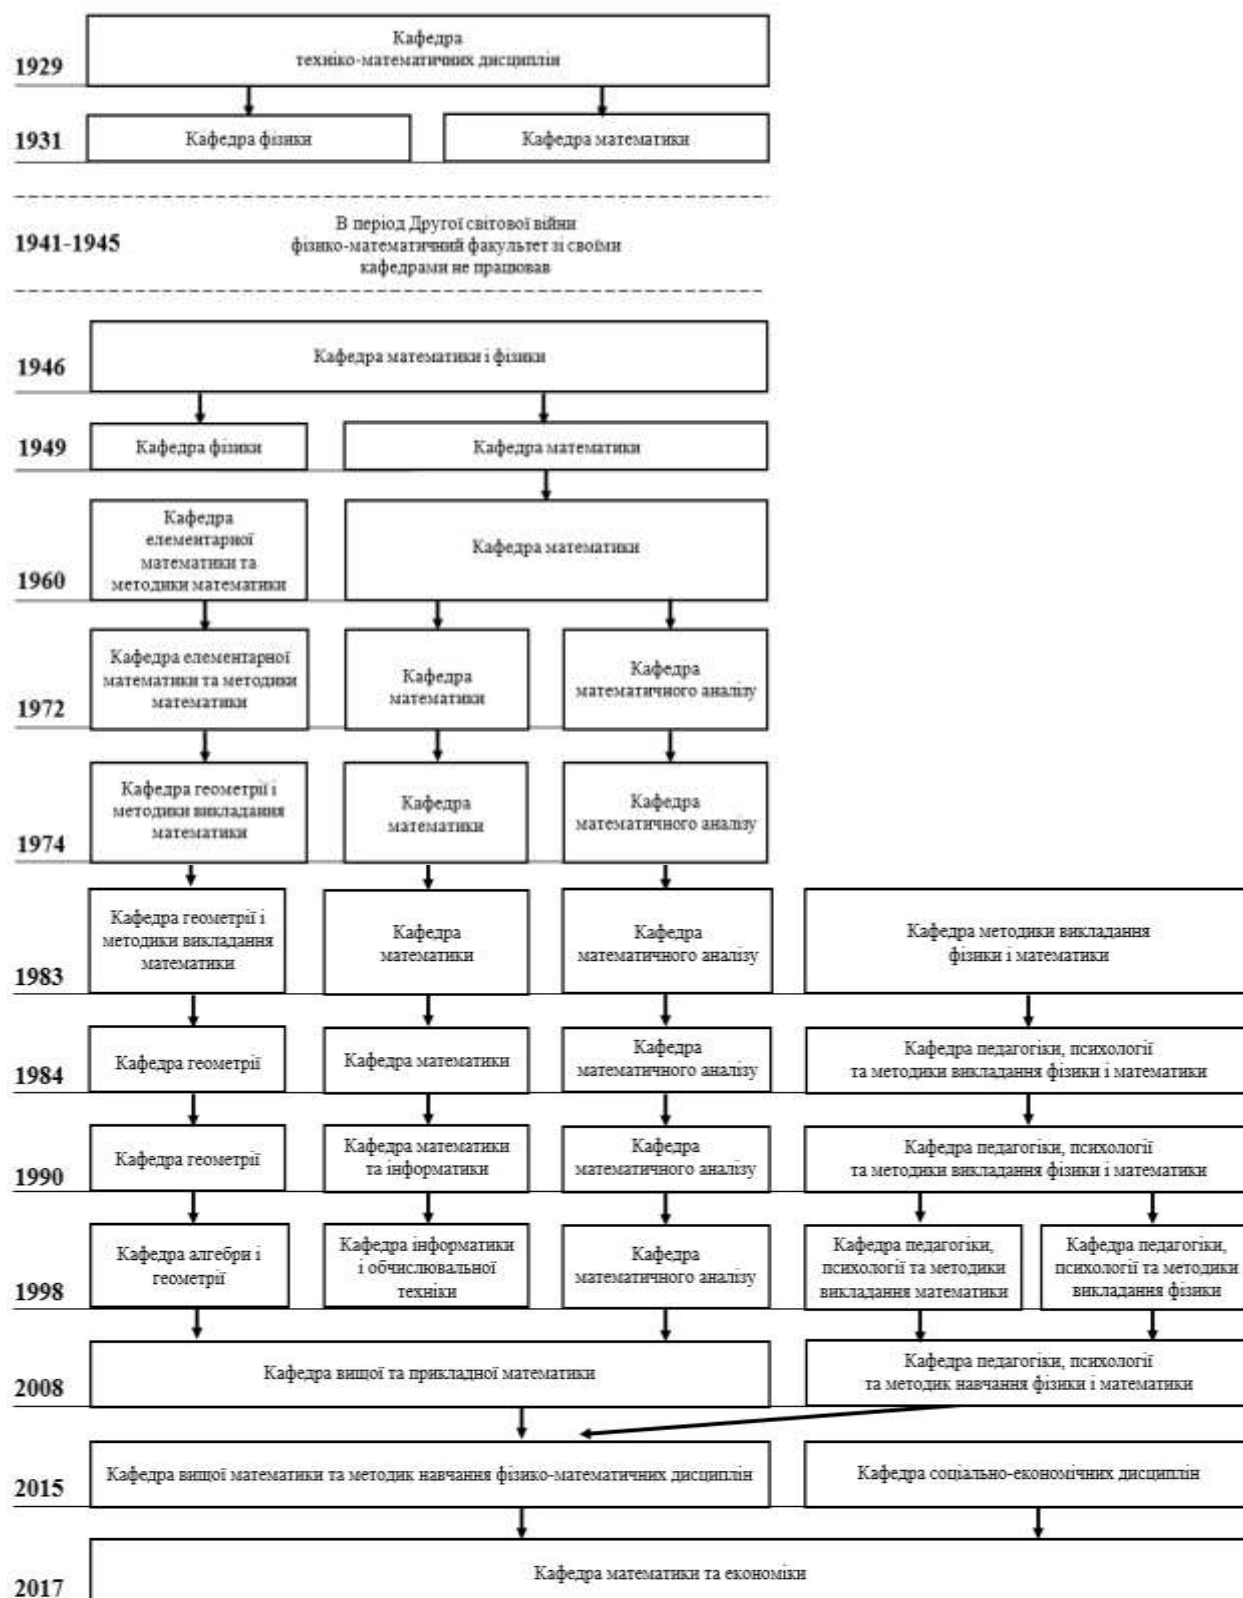 Кафедра
техніко-математичних дисциплін
1929
1931
Кафедра фізики
Кафедра математики
1941-1945
В період Другої світової війни
фізико-математичний факультет зі своїми
кафедрами не працював
1946
Кафедра математики і фізики
1949
Кафедра фізики
Кафедра математики
1960
Кафедра
елементарної
математики та
методики математики
Кафедра математики
1972
Кафедра елементарної
математики та методики
математики
Кафедра
математики
Кафедра
математичного аналізу
1974
Кафедра геометрії і
методики викладання
математики
Кафедра
математики
Кафедра
математичного аналізу
1983
Кафедра геометрії і
методики викладання
математики
Кафедра
математики
Кафедра
математичного аналізу
Кафедра методики викладання
фізики і математики
1984
Кафедра геометрії
Кафедра математики
Кафедра
математичного аналізу
Кафедра педагогіки, психології
та методики викладання фізики і математики
1990
Кафедра геометрії
Кафедра математики
та інформатики
Кафедра
математичного аналізу
Кафедра педагогіки, психології
та методики викладання фізики і математики
1998
Кафедра алгебри і
геометрії
Кафедра інформатики
і обчислювальної
техніки
Кафедра
математичного аналізу
Кафедра педагогіки,
психології та методики
викладання математики
Кафедра педагогіки,
психології та методики
викладання фізики
2008
Кафедра вищої та прикладної математики
Кафедра педагогіки, психології
та методик навчання фізики і математики
2015
Кафедра вищої математики та методик навчання фізико-математичних дисциплін
Кафедра соціально-економічних дисциплін
2017
Кафедра математики та економіки